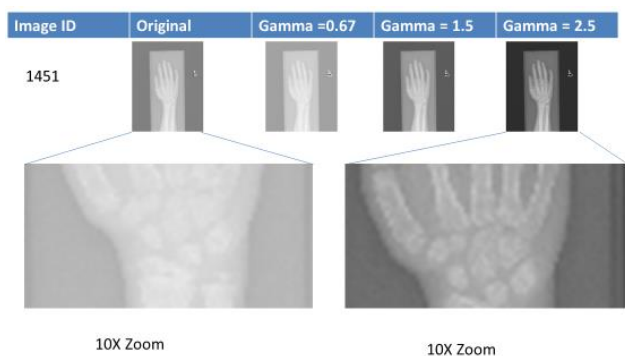 Image ID Original Gamma =0.67 Gamma = 1.5 Gamma = 2.5
1451
10X Zoom 10X Zoom